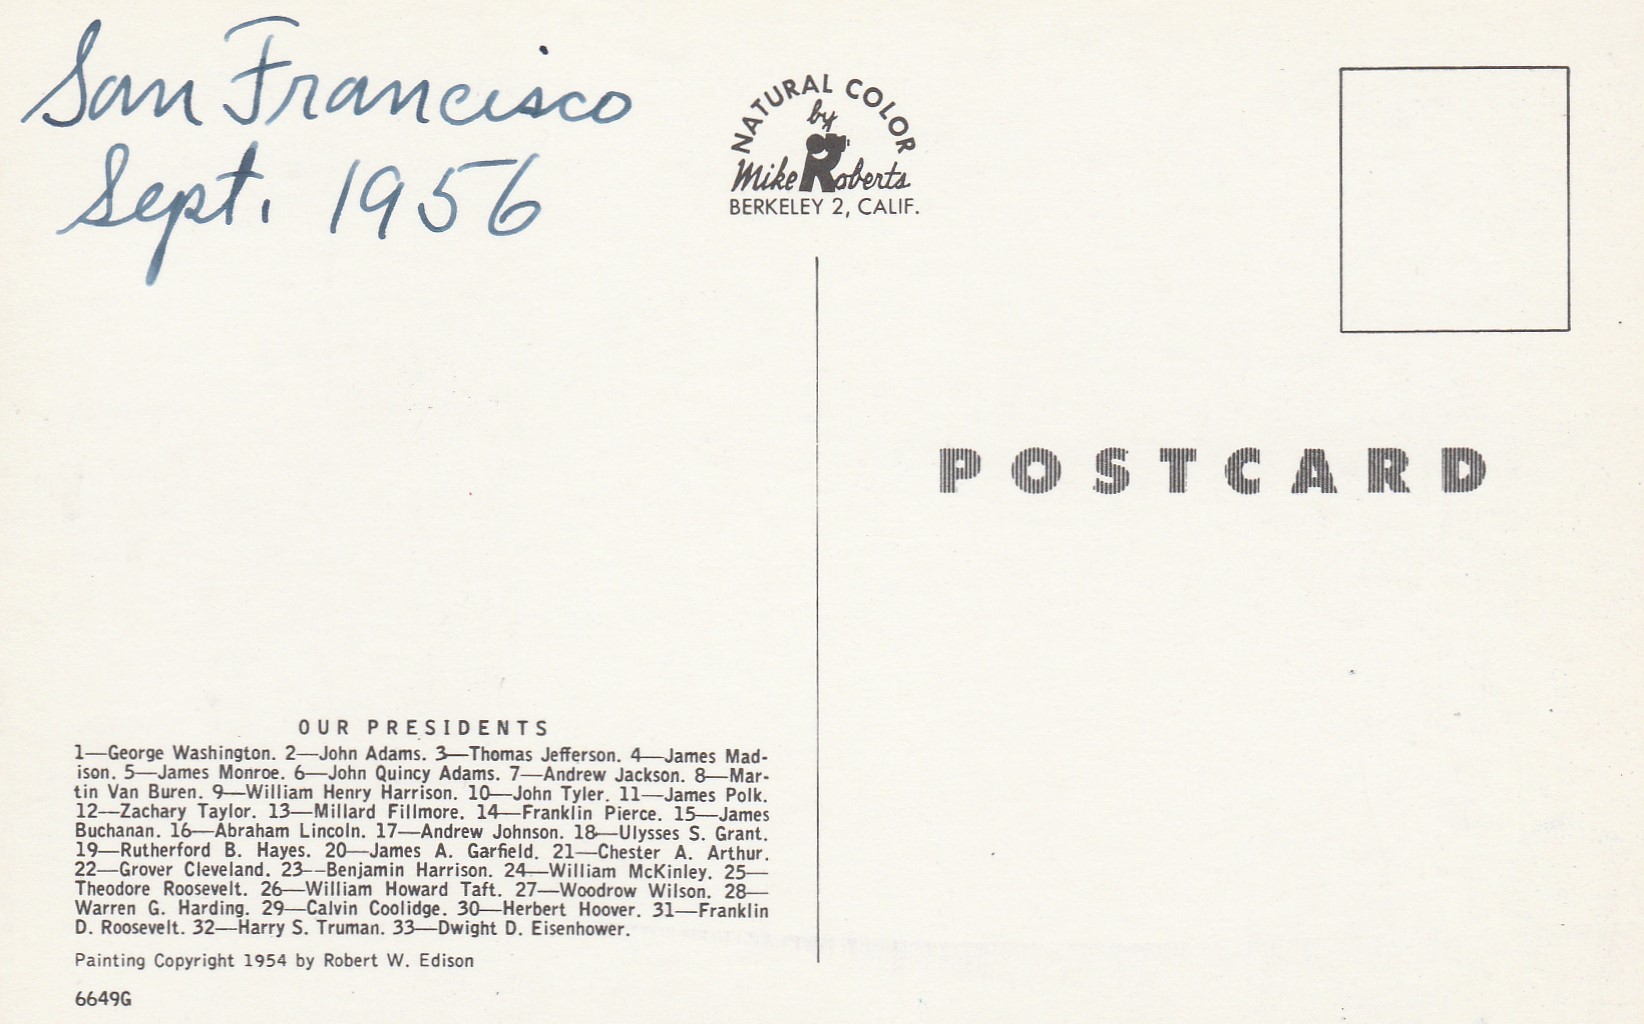 San Francisco
Sept. 1956
NATURAL COLOR
by
Mike Roberts
BERKELEY 2, CALIF.
POSTCARD
OUR PRESIDENTS
1—George Washington. 2—John Adams. 3—Thomas Jefferson. 4—James Mad-
ison. 5—James Monroe. 6—John Quincy Adams. 7—Andrew Jackson. 8—Mar-
tin Van Buren. 9—William Henry Harrison. 10—John Tyler. 11—James Polk.
12—Zachary Taylor. 13—Millard Fillmore. 14—Franklin Pierce. 15—James
Buchanan. 16—Abraham Lincoln. 17—Andrew Johnson. 18—Ulysses S. Grant.
19—Rutherford B. Hayes. 20—James A. Garfield. 21—Chester A. Arthur.
22—Grover Cleveland. 23—Benjamin Harrison. 24—William McKinley. 25—
Theodore Roosevelt. 26—William Howard Taft. 27—Woodrow Wilson. 28—
Warren G. Harding. 29—Calvin Coolidge. 30—Herbert Hoover. 31—Franklin
D. Roosevelt. 32—Harry S. Truman. 33—Dwight D. Eisenhower.
Painting Copyright 1954 by Robert W. Edison
6649G